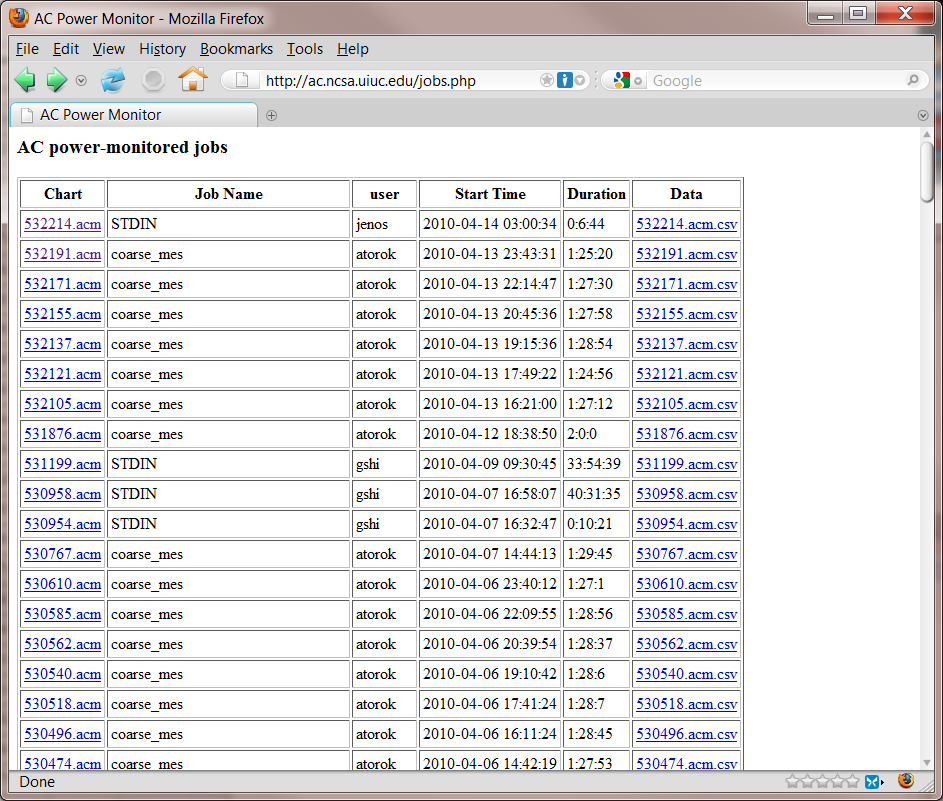 AC Power Monitor - Mozilla Firefox
File Edit View History Bookmarks Tools Help
http://ac.ncsa.uiuc.edu/jobs.php Google
AC Power Monitor
AC power-monitored jobs
Chart Job Name user Start Time Duration Data
532214.acm STDIN jenos 2010-04-14 03:00:34 0:6:44 532214.acm.csv
532191.acm coarse_mes atorok 2010-04-13 23:43:31 1:25:20 532191.acm.csv
532171.acm coarse_mes atorok 2010-04-13 22:14:47 1:27:30 532171.acm.csv
532155.acm coarse_mes atorok 2010-04-13 20:45:36 1:27:58 532155.acm.csv
532137.acm coarse_mes atorok 2010-04-13 19:15:36 1:28:54 532137.acm.csv
532121.acm coarse_mes atorok 2010-04-13 17:49:22 1:24:56 532121.acm.csv
532105.acm coarse_mes atorok 2010-04-13 16:21:00 1:27:12 532105.acm.csv
531876.acm coarse_mes atorok 2010-04-12 18:38:50 2:0:0 531876.acm.csv
531199.acm STDIN gshi 2010-04-09 09:30:45 33:54:39 531199.acm.csv
530958.acm STDIN gshi 2010-04-07 16:58:07 40:31:35 530958.acm.csv
530954.acm STDIN gshi 2010-04-07 16:32:47 0:10:21 530954.acm.csv
530767.acm coarse_mes atorok 2010-04-07 14:44:13 1:29:45 530767.acm.csv
530610.acm coarse_mes atorok 2010-04-06 23:40:12 1:27:1 530610.acm.csv
530585.acm coarse_mes atorok 2010-04-06 22:09:55 1:28:56 530585.acm.csv
530562.acm coarse_mes atorok 2010-04-06 20:39:54 1:28:37 530562.acm.csv
530540.acm coarse_mes atorok 2010-04-06 19:10:42 1:28:6 530540.acm.csv
530518.acm coarse_mes atorok 2010-04-06 17:41:24 1:28:7 530518.acm.csv
530496.acm coarse_mes atorok 2010-04-06 16:11:24 1:28:45 530496.acm.csv
530474.acm coarse_mes atorok 2010-04-06 14:42:19 1:27:53 530474.acm.csv
Done